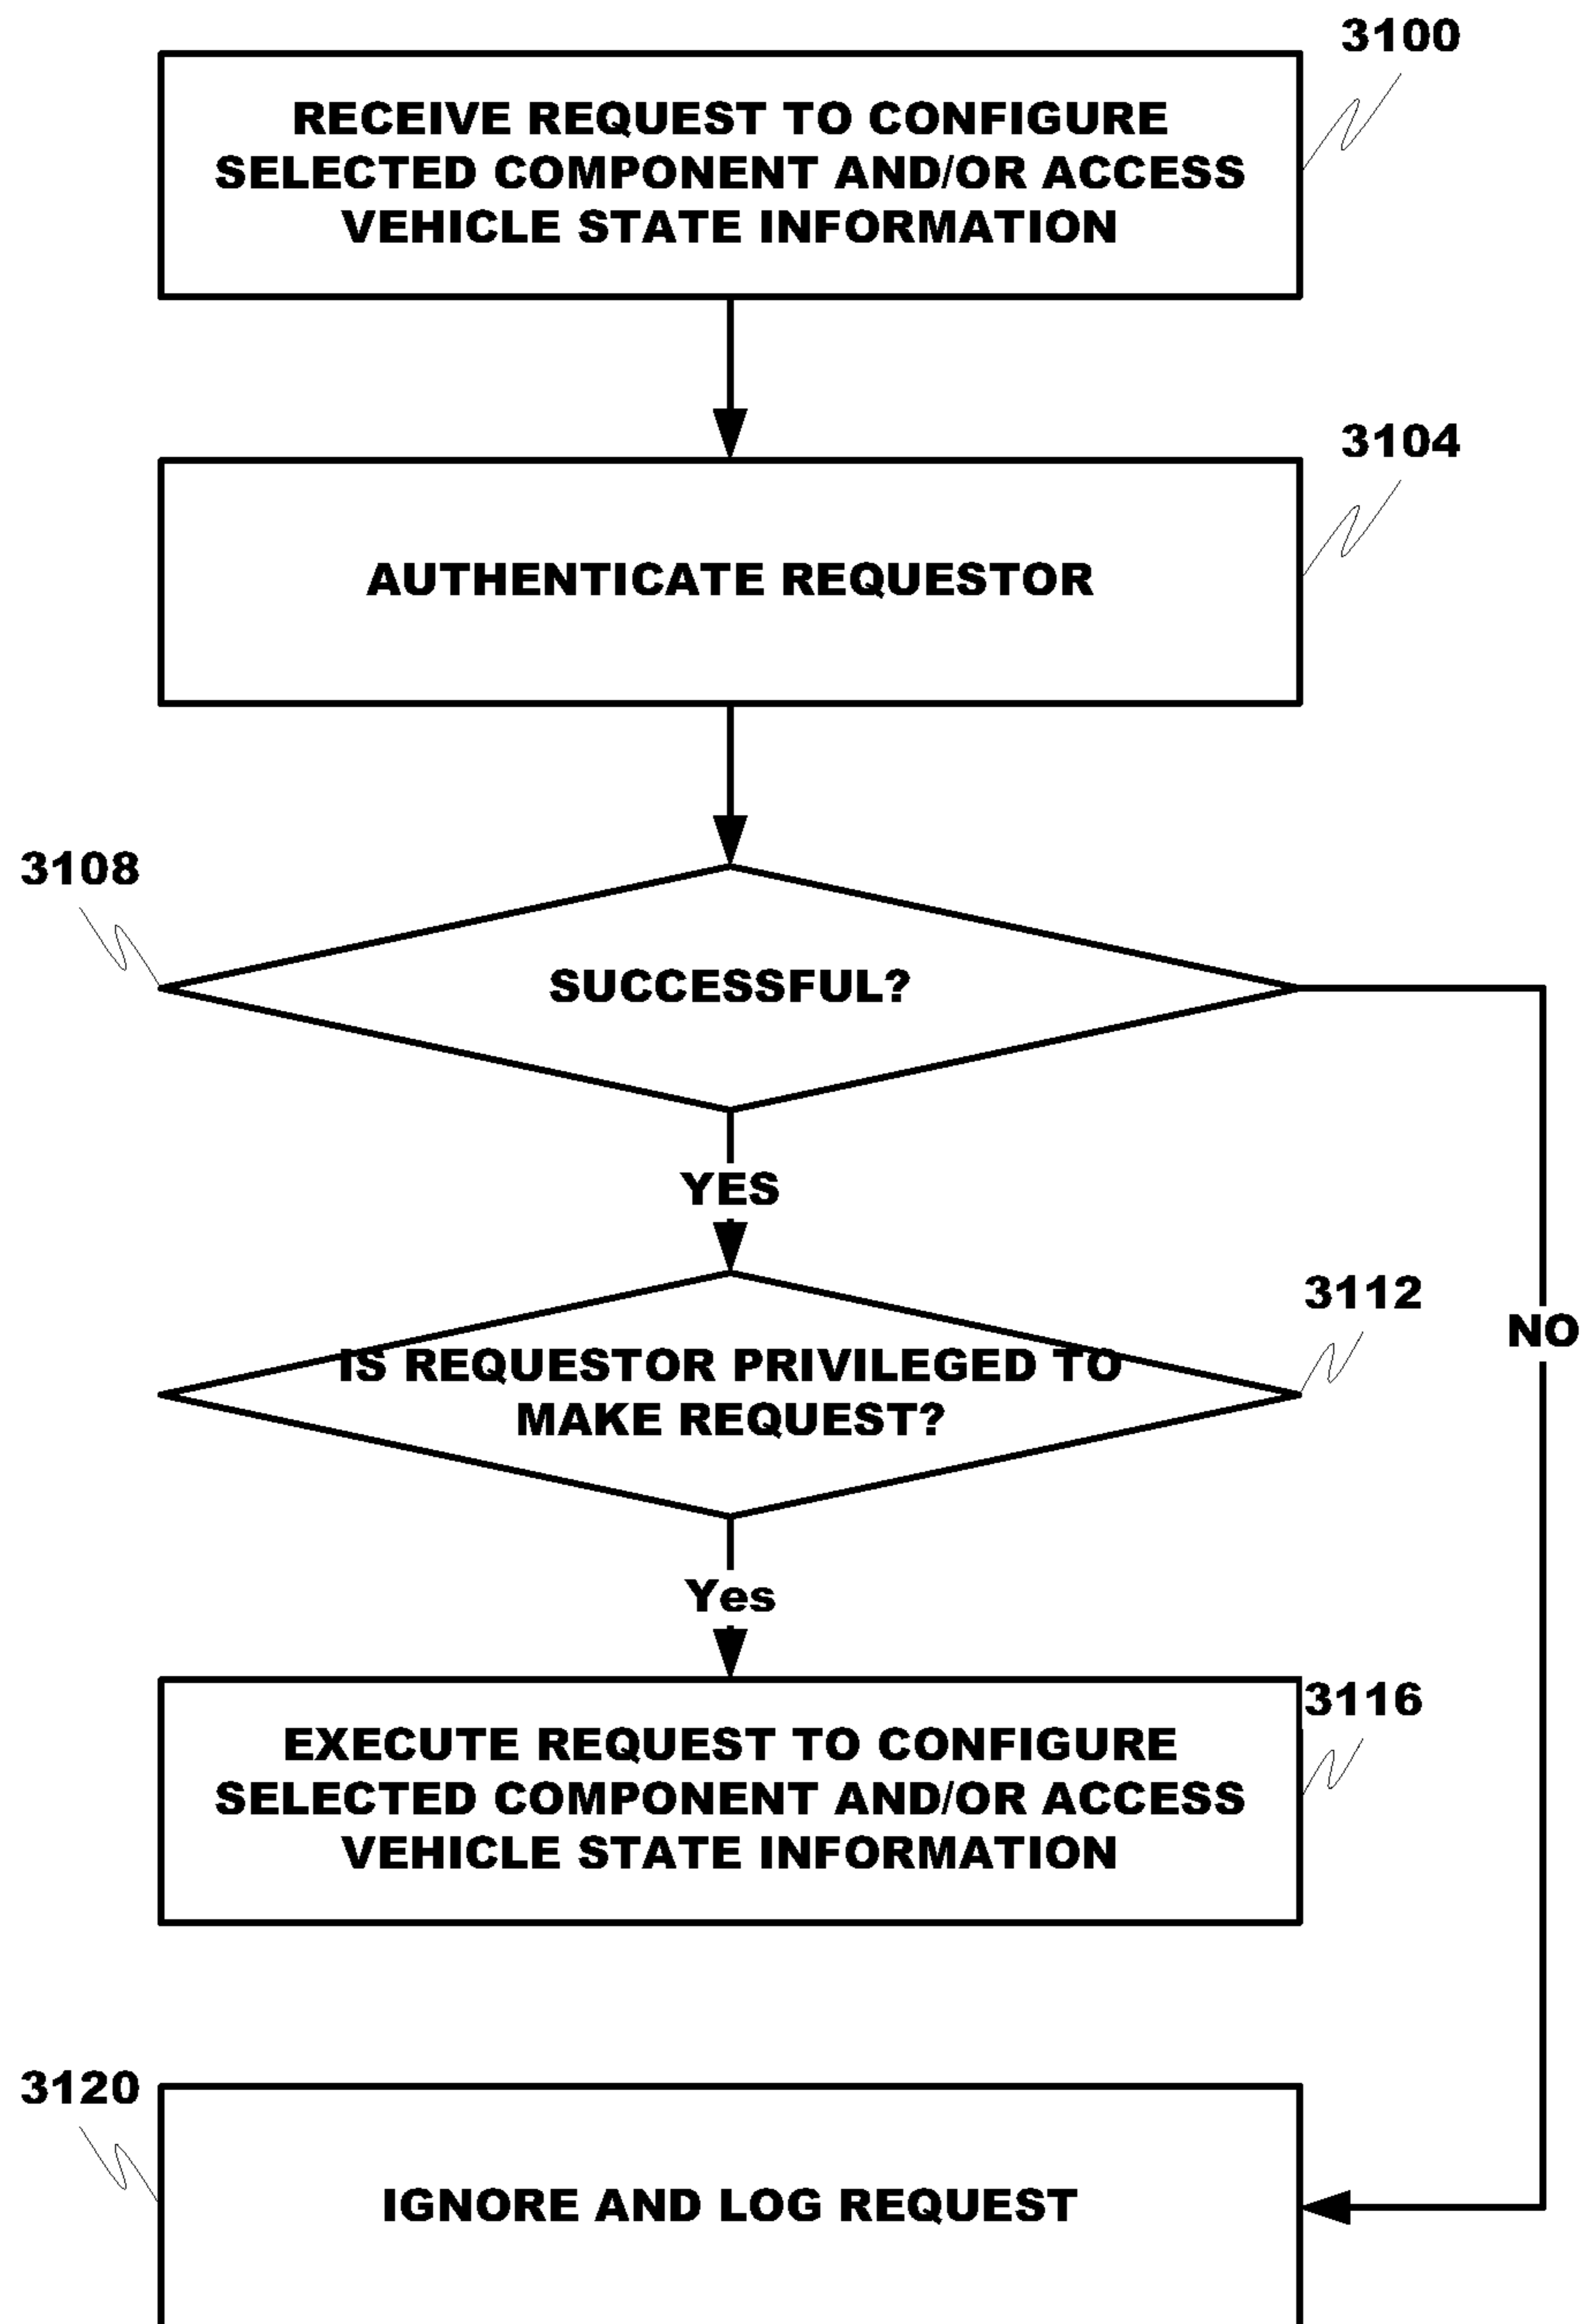 3100
RECEIVE REQUEST TO CONFIGURE
SELECTED COMPONENT AND/OR ACCESS
VEHICLE STATE INFORMATION
3104
AUTHENTICATE REQUESTOR
3108
SUCCESSFUL?
YES
3112
NO
IS REQUESTOR PRIVILEGED TO
MAKE REQUEST?
Yes
3116
EXECUTE REQUEST TO CONFIGURE
SELECTED COMPONENT AND/OR ACCESS
VEHICLE STATE INFORMATION
3120
IGNORE AND LOG REQUEST